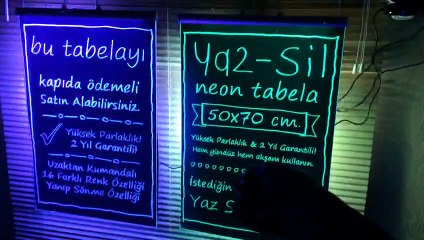 bu tabelayı
kapıda ödemeli
Satın Alabilirsiniz.
Yüksek Parlaklık!
2 Yıl Garantili!
Uzaktan Kumandalı
16 Farklı Renk Özelliği
Yanıp Sönme Özelliği
Ya2-Sil
neon tabela
50x70 cm.
Yüksek Parlaklık & 2 Yıl Garantili!
Hem gündüz hem akşam kullanın.
İstediğin
Yaz S